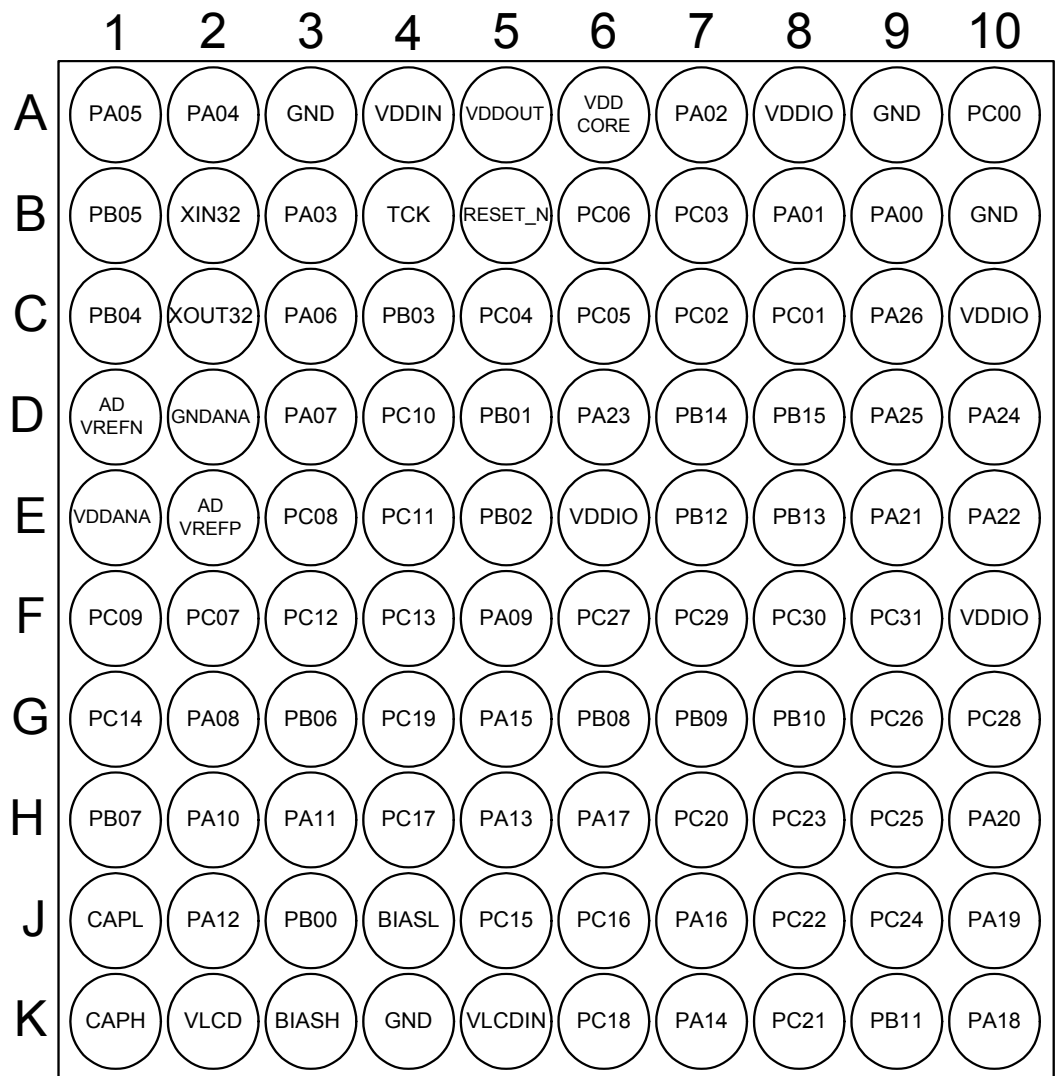 1 2 3 4 5 6 7 8 9 10
A PA05 PA04 GND VDDIN VDDOUT VDD CORE PA02 VDDIO GND PC00
B PB05 XIN32 PA03 TCK RESET_N PC06 PC03 PA01 PA00 GND
C PB04 XOUT32 PA06 PB03 PC04 PC05 PC02 PC01 PA26 VDDIO
D AD VREFN GNDANA PA07 PC10 PB01 PA23 PB14 PB15 PA25 PA24
E VDDANA AD VREFP PC08 PC11 PB02 VDDIO PB12 PB13 PA21 PA22
F PC09 PC07 PC12 PC13 PA09 PC27 PC29 PC30 PC31 VDDIO
G PC14 PA08 PB06 PC19 PA15 PB08 PB09 PB10 PC26 PC28
H PB07 PA10 PA11 PC17 PA13 PA17 PC20 PC23 PC25 PA20
J CAPL PA12 PB00 BIASL PC15 PC16 PA16 PC22 PC24 PA19
K CAPH VLCD BIASH GND VLCDIN PC18 PA14 PC21 PB11 PA18